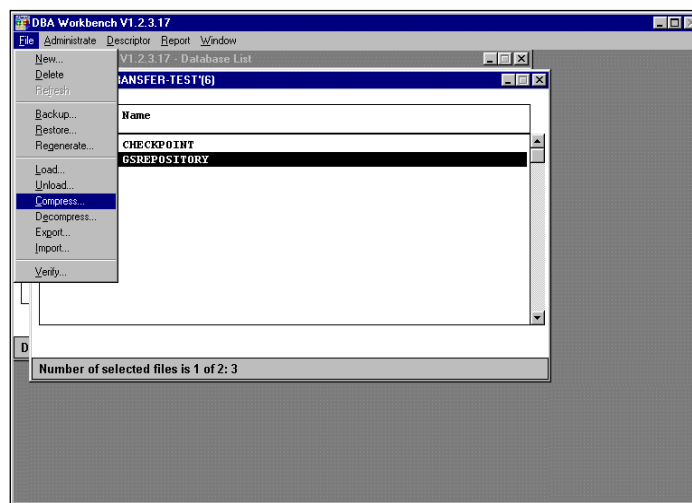 DBA Workbench V1.2.3.17
File Administrate Descriptor Report Window
V1.2.3.17 - Database List
ANSFER-TEST'(6)
New...
Delete
Refresh
Backup...
Restore...
Regenerate...
Load...
Unload...
Compress...
Decompress...
Export...
Import...
Verify...
Name
CHECKPOINT
GSREPOSITORY
D
Number of selected files is 1 of 2: 3